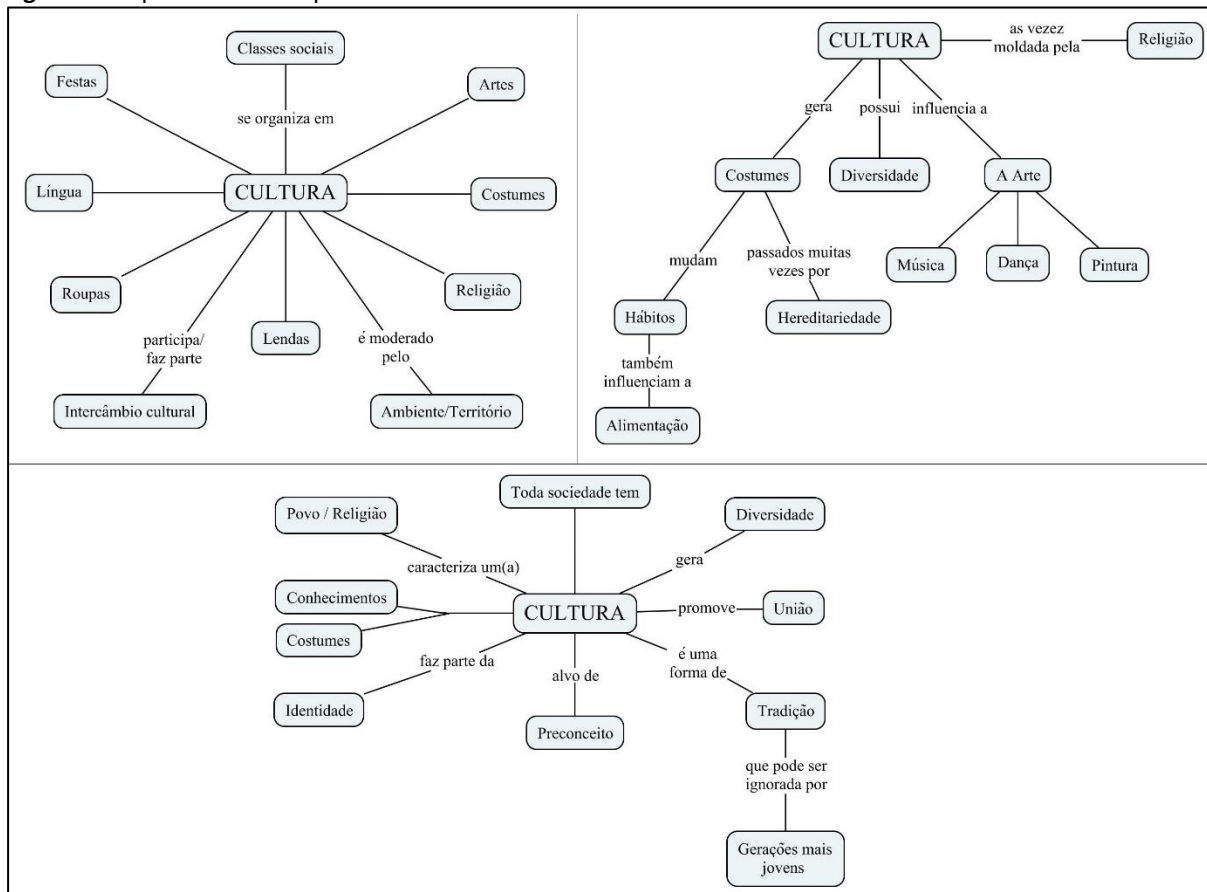 Classes sociais
Festas
Artes
se organiza em
Língua
CULTURA
Costumes
Roupas
Religião
Lendas
participa/
faz parte
é moderado
pelo
Intercâmbio cultural
Ambiente/Território
CULTURA
as vezez
moldada pela
Religião
gera
possui
influencia a
Costumes
Diversidade
A Arte
mudam
passados muitas
vezes por
Música
Dança
Pintura
Hábitos
Hereditariedade
também
influenciam a
Alimentação
Toda sociedade tem
Povo / Religião
Diversidade
caracteriza um(a)
gera
Conhecimentos
Costumes
CULTURA
promove
União
faz parte da
alvo de
é uma
forma de
Identidade
Preconceito
Tradição
que pode ser
ignorada por
Gerações mais
jovens